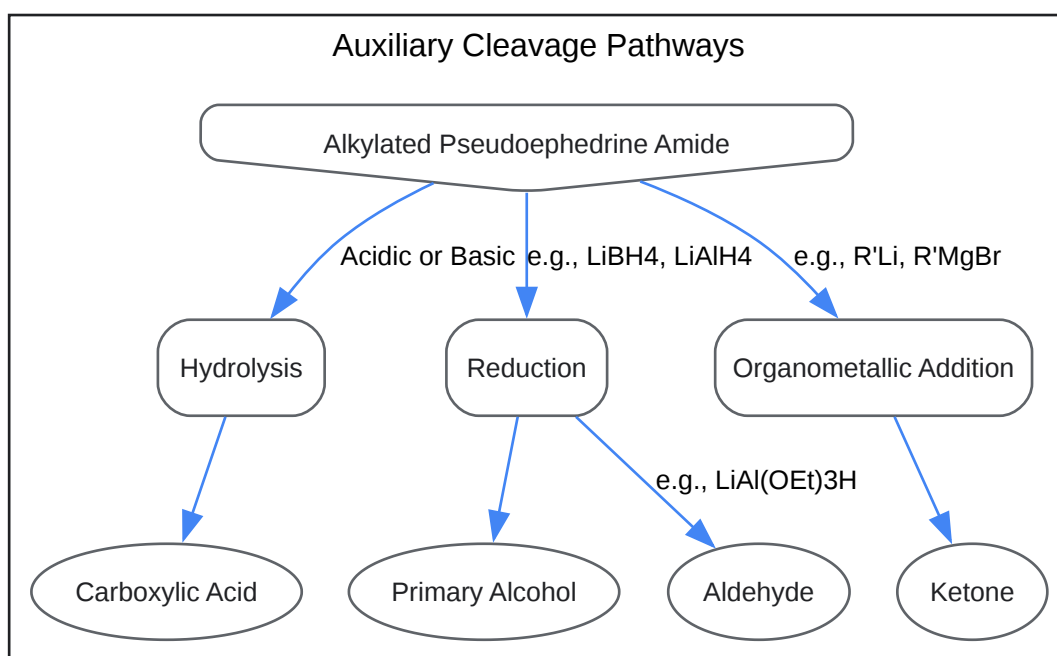 Auxiliary Cleavage Pathways
Alkylated Pseudoephedrine Amide
Acidic or Basic
e.g., LiBH4, LiAlH4
e.g., R'Li, R'MgBr
Hydrolysis
Reduction
Organometallic Addition
e.g., LiAl(OEt)3H
Carboxylic Acid
Primary Alcohol
Aldehyde
Ketone